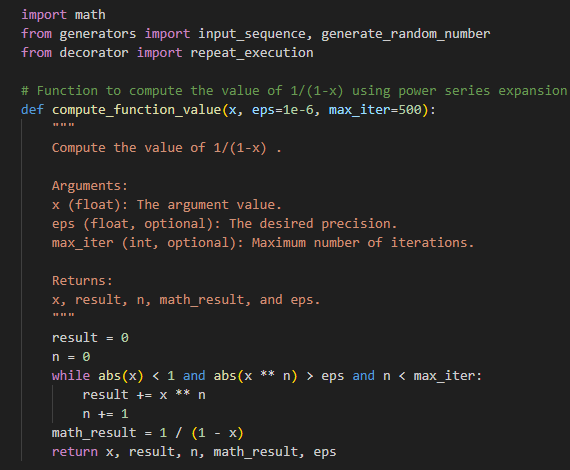 import math
from generators import input_sequence, generate_random_number
from decorator import repeat_execution

# Function to compute the value of 1/(1-x) using power series expansion
def compute_function_value(x, eps=1e-6, max_iter=500):
    """
    Compute the value of 1/(1-x) .

    Arguments:
    x (float): The argument value.
    eps (float, optional): The desired precision.
    max_iter (int, optional): Maximum number of iterations.

    Returns:
    x, result, n, math_result, and eps.
    """
    result = 0
    n = 0
    while abs(x) < 1 and abs(x ** n) > eps and n < max_iter:
        result += x ** n
        n += 1
    math_result = 1 / (1 - x)
    return x, result, n, math_result, eps